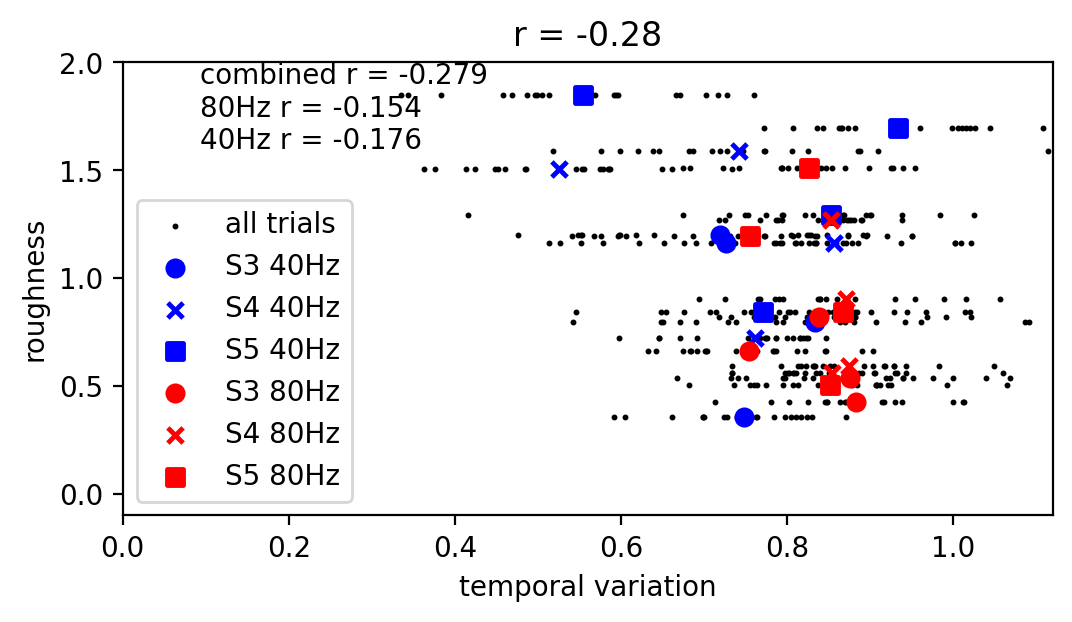 r = -0.28
combined r = -0.279
80Hz r = -0.154
40Hz r = -0.176
2.0
1.5
1.0
0.5
0.0
roughness
all trials
S3 40Hz
S4 40Hz
S5 40Hz
S3 80Hz
S4 80Hz
S5 80Hz
0.0 0.2 0.4 0.6 0.8 1.0
temporal variation